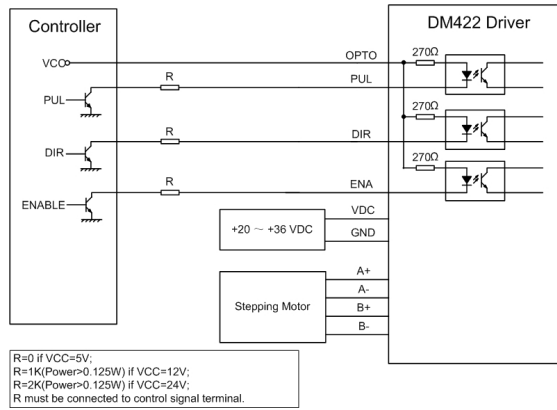 Controller
DM422 Driver
VCC
OPTO
270Ω
R
PUL
PUL
270Ω
R
DIR
DIR
270Ω
R
ENA
ENABLE
VDC
+20 ～ +36 VDC
GND
A+
A-
Stepping Motor
B+
B-
R=0 if VCC=5V;
R=1K(Power>0.125W) if VCC=12V;
R=2K(Power>0.125W) if VCC=24V;
R must be connected to control signal terminal.